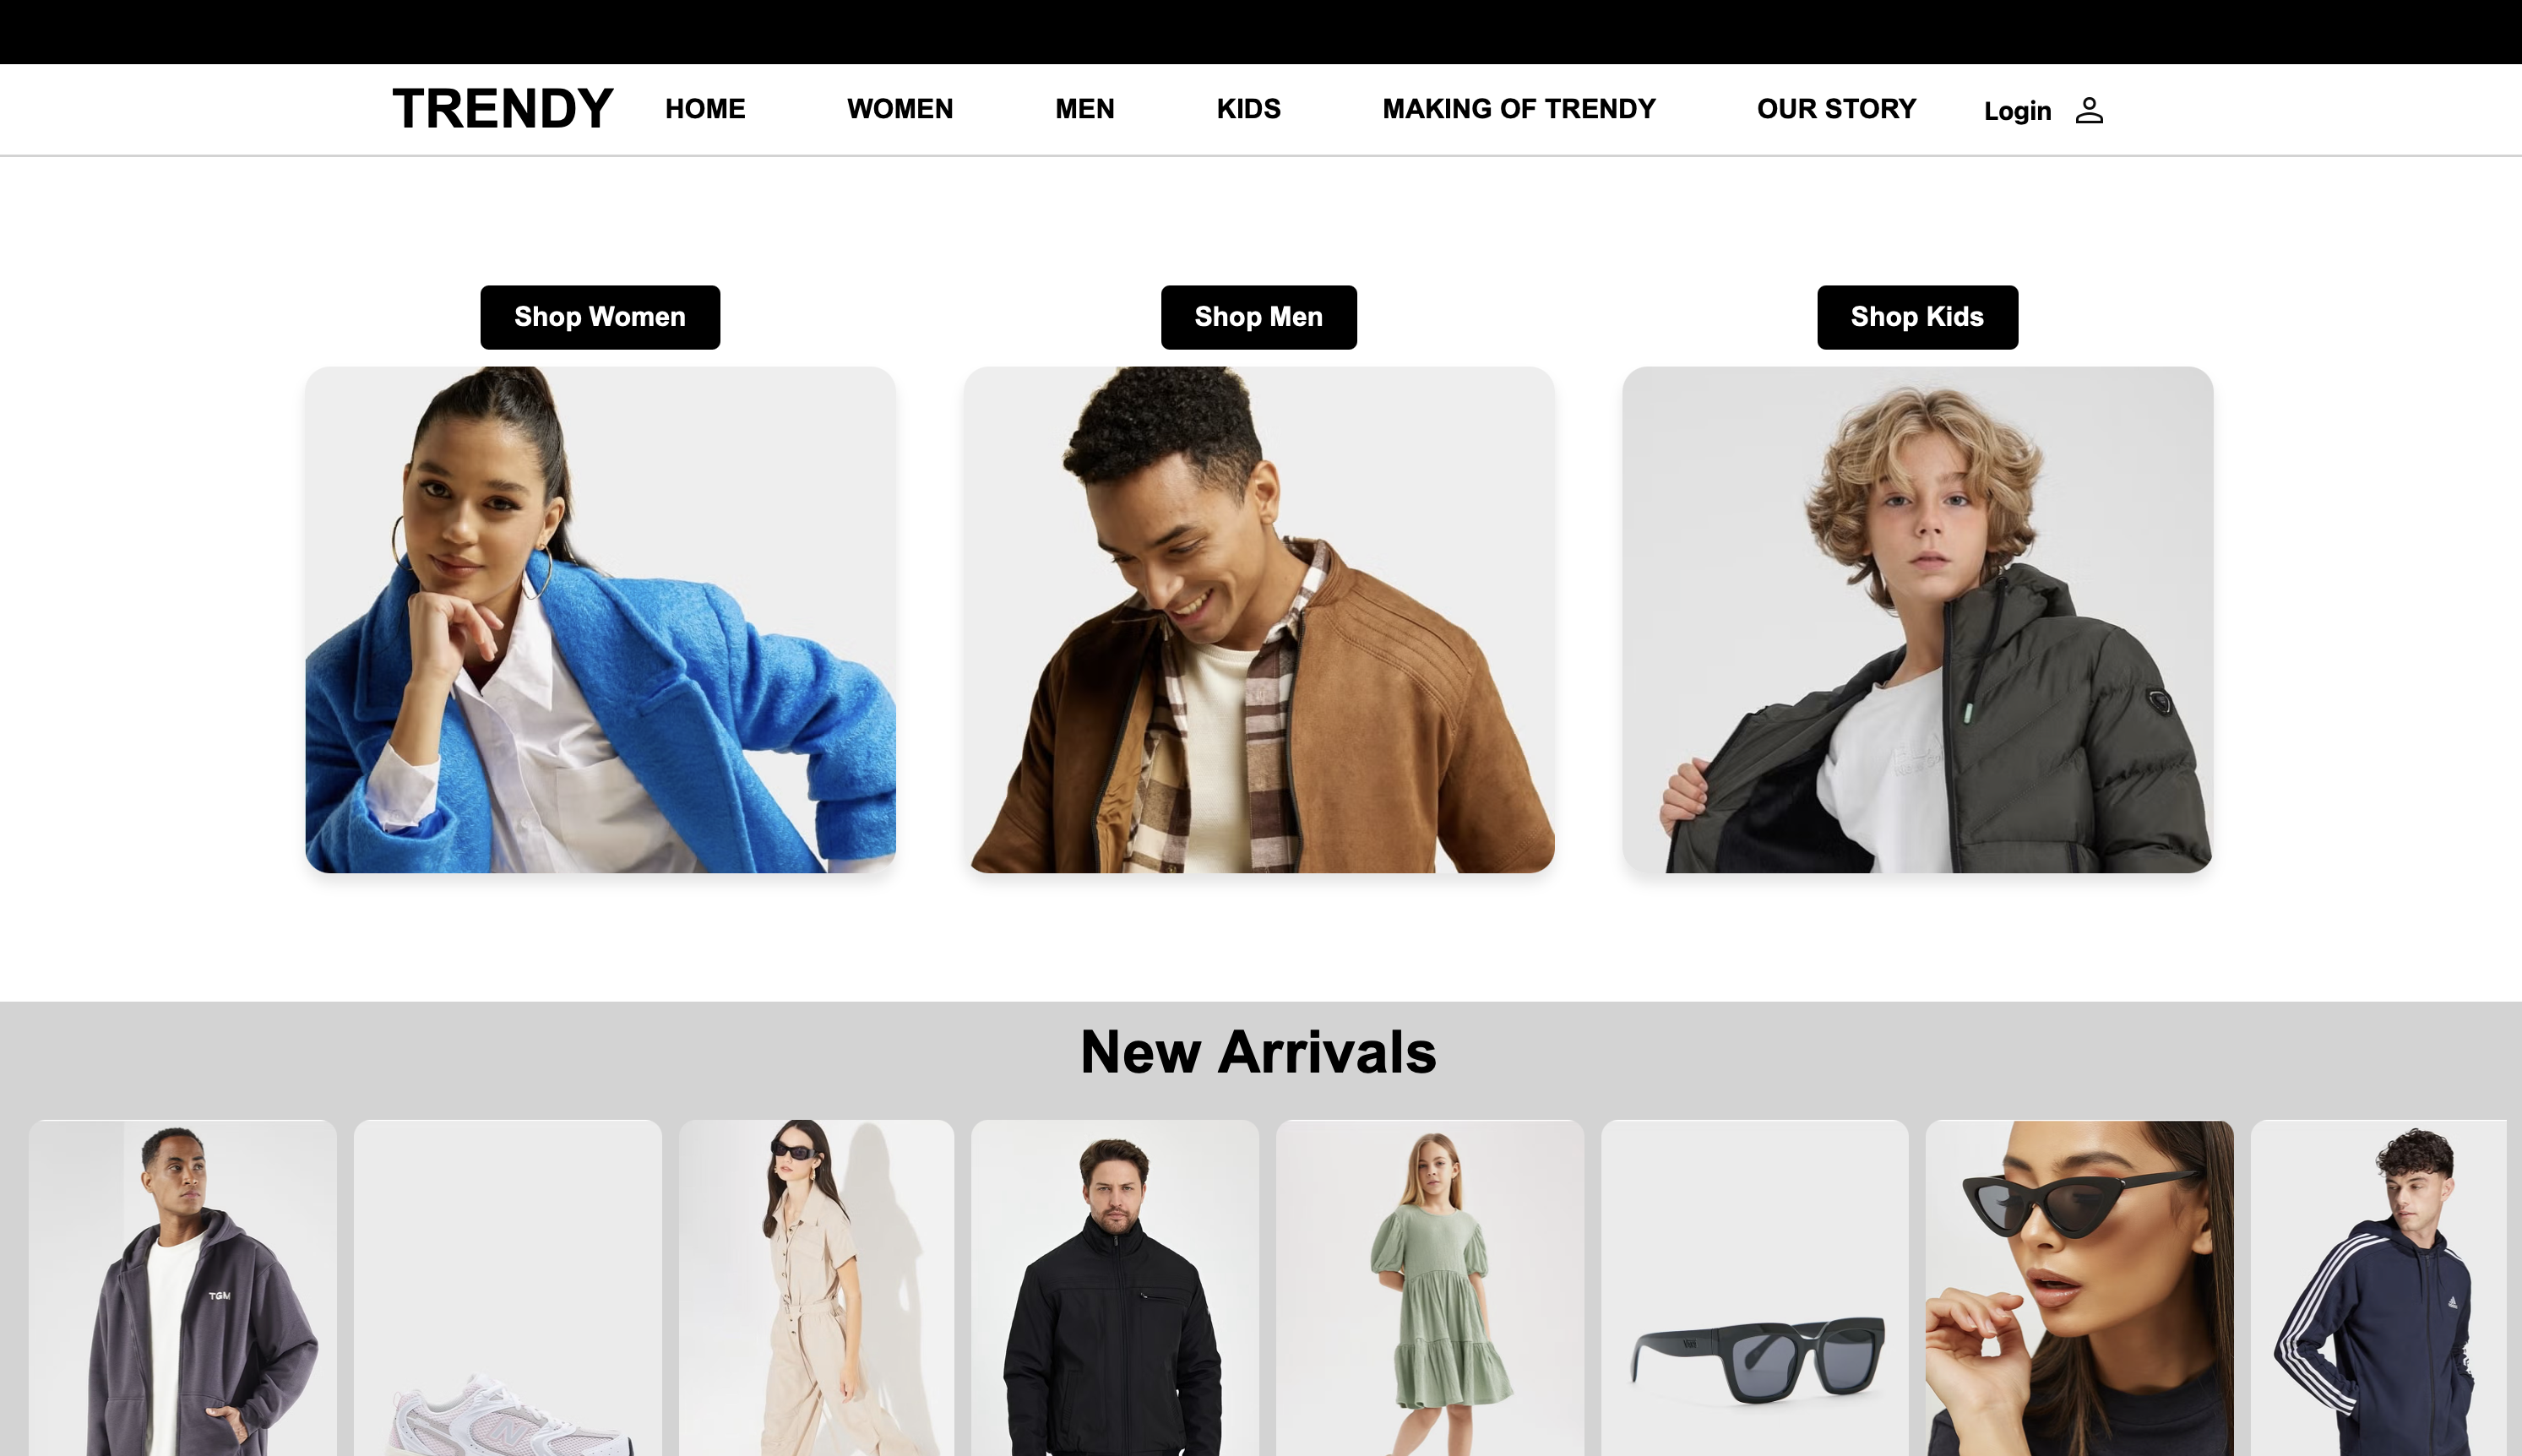 TRENDY HOME WOMEN MEN KIDS MAKING OF TRENDY OUR STORY Login
Shop Women Shop Men Shop Kids
New Arrivals
TGM
N